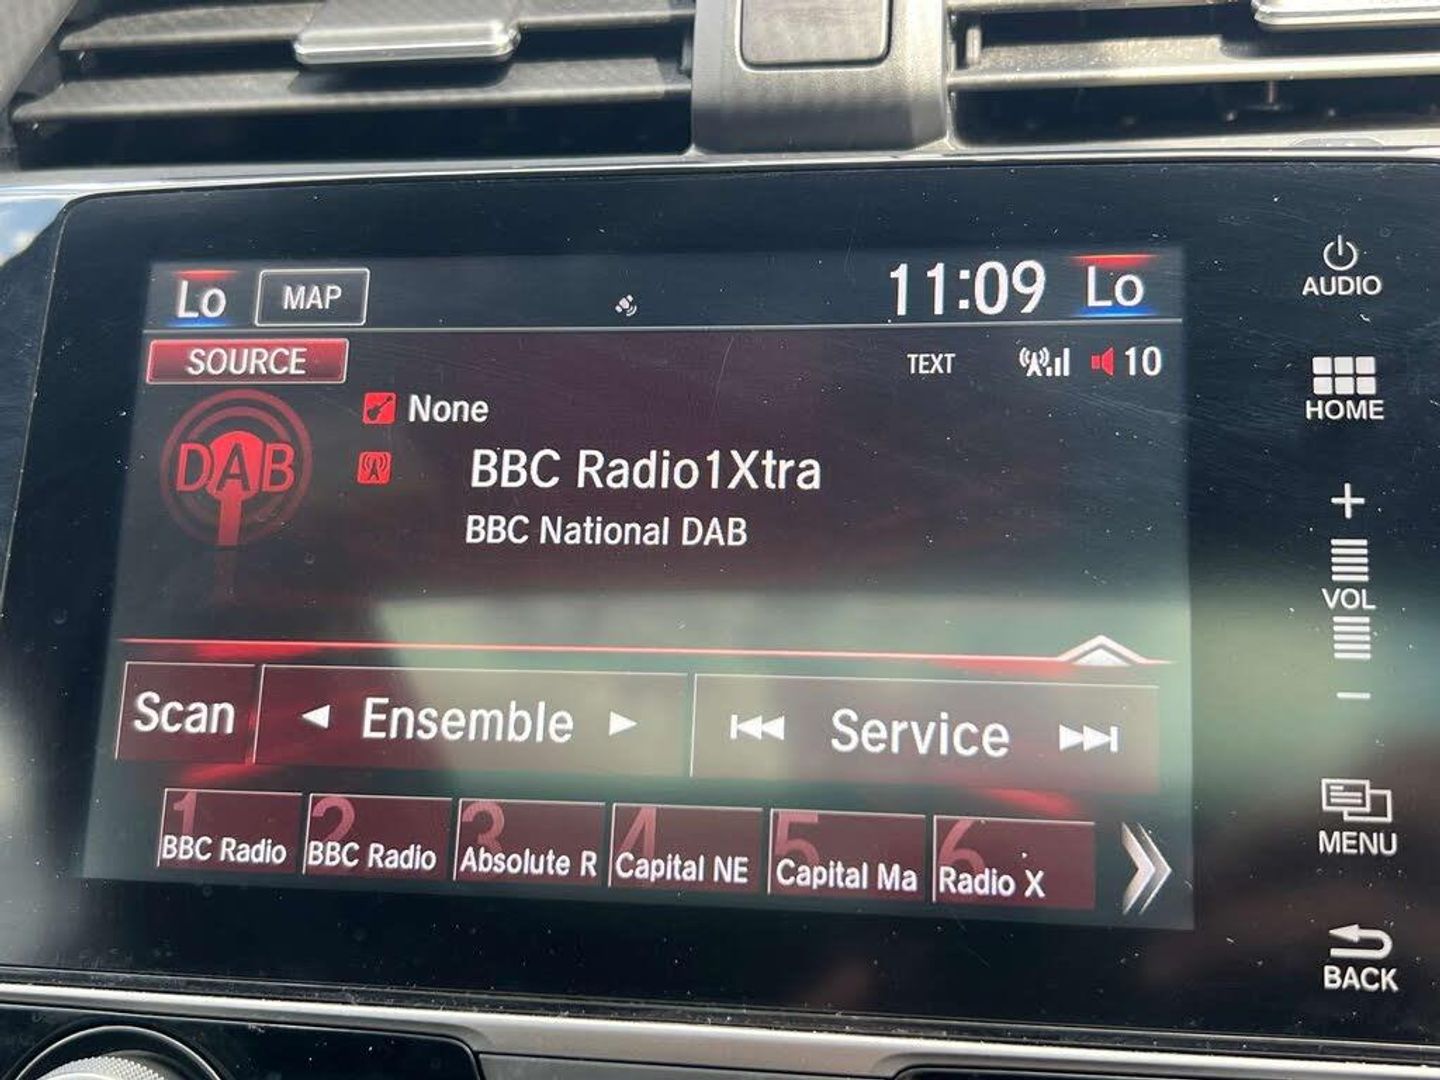 Lo MAP 11:09 Lo
SOURCE TEXT 10
None
DAB
BBC Radio1Xtra
BBC National DAB
Scan Ensemble Service
1 2 3 4 5 6
BBC Radio BBC Radio Absolute R Capital NE Capital Ma Radio X
AUDIO
HOME
+
VOL
−
MENU
BACK